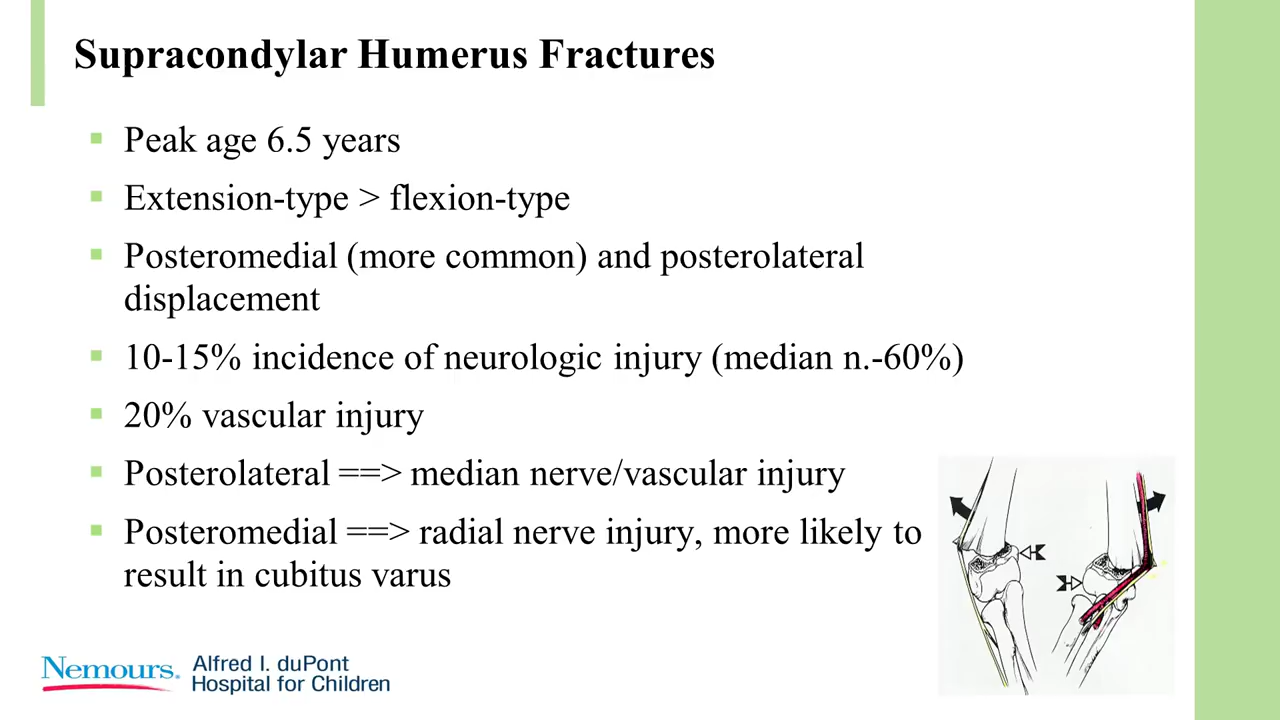 Supracondylar Humerus Fractures
▪ Peak age 6.5 years
▪ Extension-type > flexion-type
▪ Posteromedial (more common) and posterolateral
displacement
▪ 10-15% incidence of neurologic injury (median n.-60%)
▪ 20% vascular injury
▪ Posterolateral ==> median nerve/vascular injury
▪ Posteromedial ==> radial nerve injury, more likely to
result in cubitus varus
Nemours.
Alfred I. duPont
Hospital for Children